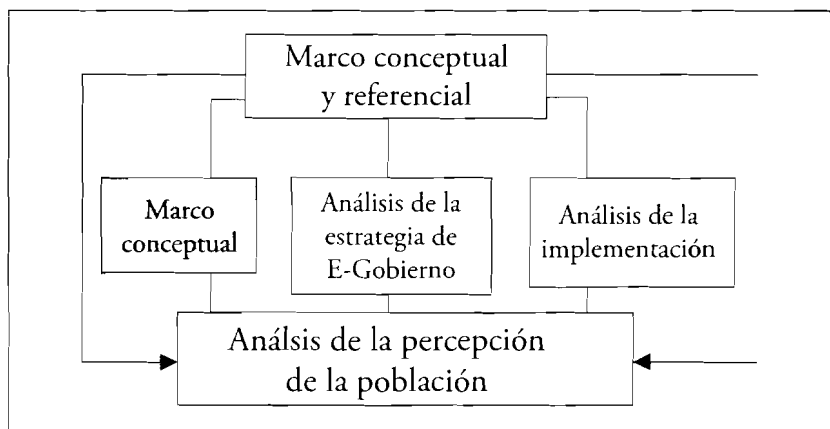 Marco conceptual
y referencial
Marco
conceptual
Análisis de la
estrategia de
E-Gobierno
Análisis de la
implementación
Análsis de la percepción
de la población